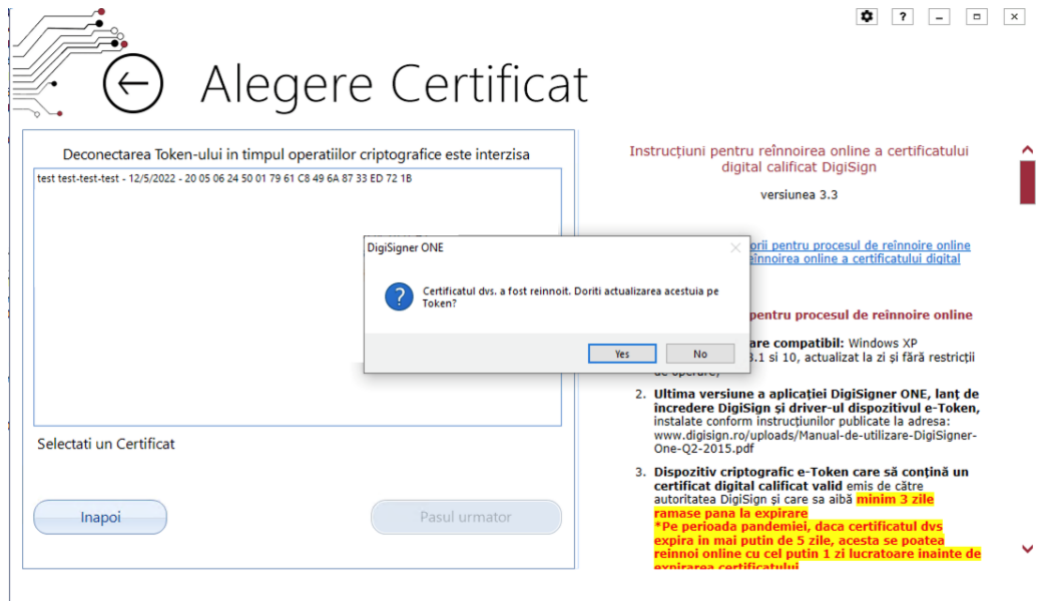 ?
Alegere Certificat
Deconectarea Token-ului in timpul operatiilor criptografice este interzisa
test test-test-test - 12/5/2022 - 20 05 06 24 50 01 79 61 C8 49 6A 87 33 ED 72 1B
Selectati un Certificat
Inapoi
Pasul urmator
DigiSigner ONE
Certificatul dvs. a fost reinnoit. Doriti actualizarea acestuia pe
Token?
Yes
No
Instrucțiuni pentru reînnoirea online a certificatului
digital calificat DigiSign
versiunea 3.3
pentru procesul de reînnoire online
online a certificatului digital
pentru procesul de reînnoire online
compatibil: Windows XP
si 10, actualizat la zi și fără restricții
de operare;
2. Ultima versiune a aplicației DigiSigner ONE, lanț de
încredere DigiSign și driver-ul dispozitivul e-Token,
instalate conform instrucțiunilor publicate la adresa:
www.digisign.ro/uploads/Manual-de-utilizare-DigiSigner-
One-Q2-2015.pdf
3. Dispozitiv criptografic e-Token care să conțină un
certificat digital calificat valid emis de către
autoritatea DigiSign și care sa aibă minim 3 zile
ramase pana la expirare
*Pe perioada pandemiei, daca certificatul dvs
expira in mai putin de 5 zile, acesta se poatea
reinnoi online cu cel putin 1 zi lucratoare inainte de
expirarea certificatului